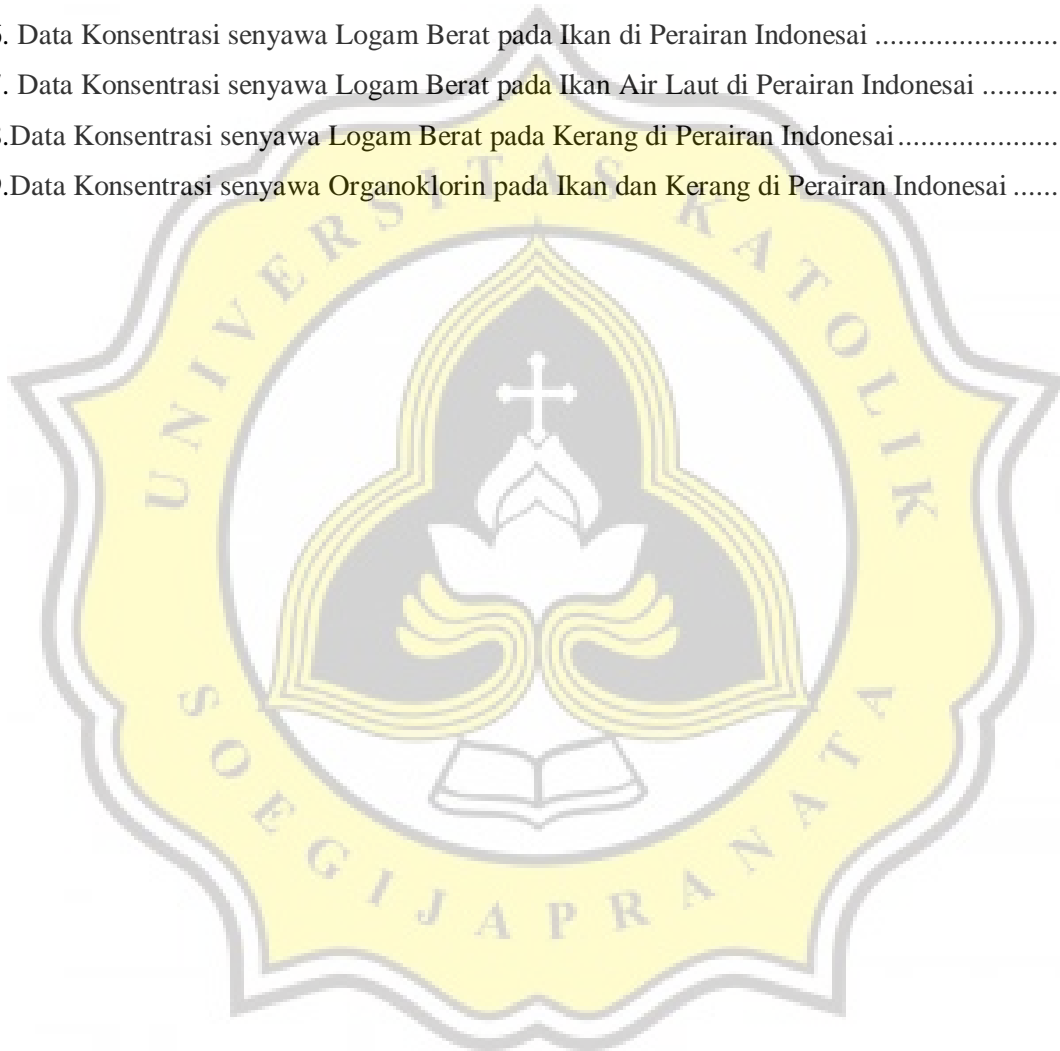 . Data Konsentrasi senyawa Logam Berat pada Ikan di Perairan Indonesai ........................
. Data Konsentrasi senyawa Logam Berat pada Ikan Air Laut di Perairan Indonesai ..........
.Data Konsentrasi senyawa Logam Berat pada Kerang di Perairan Indonesai.....................
.Data Konsentrasi senyawa Organoklorin pada Ikan dan Kerang di Perairan Indonesai ......
UNIVERSITAS KATOLIK
SOEGIJAPRANATA